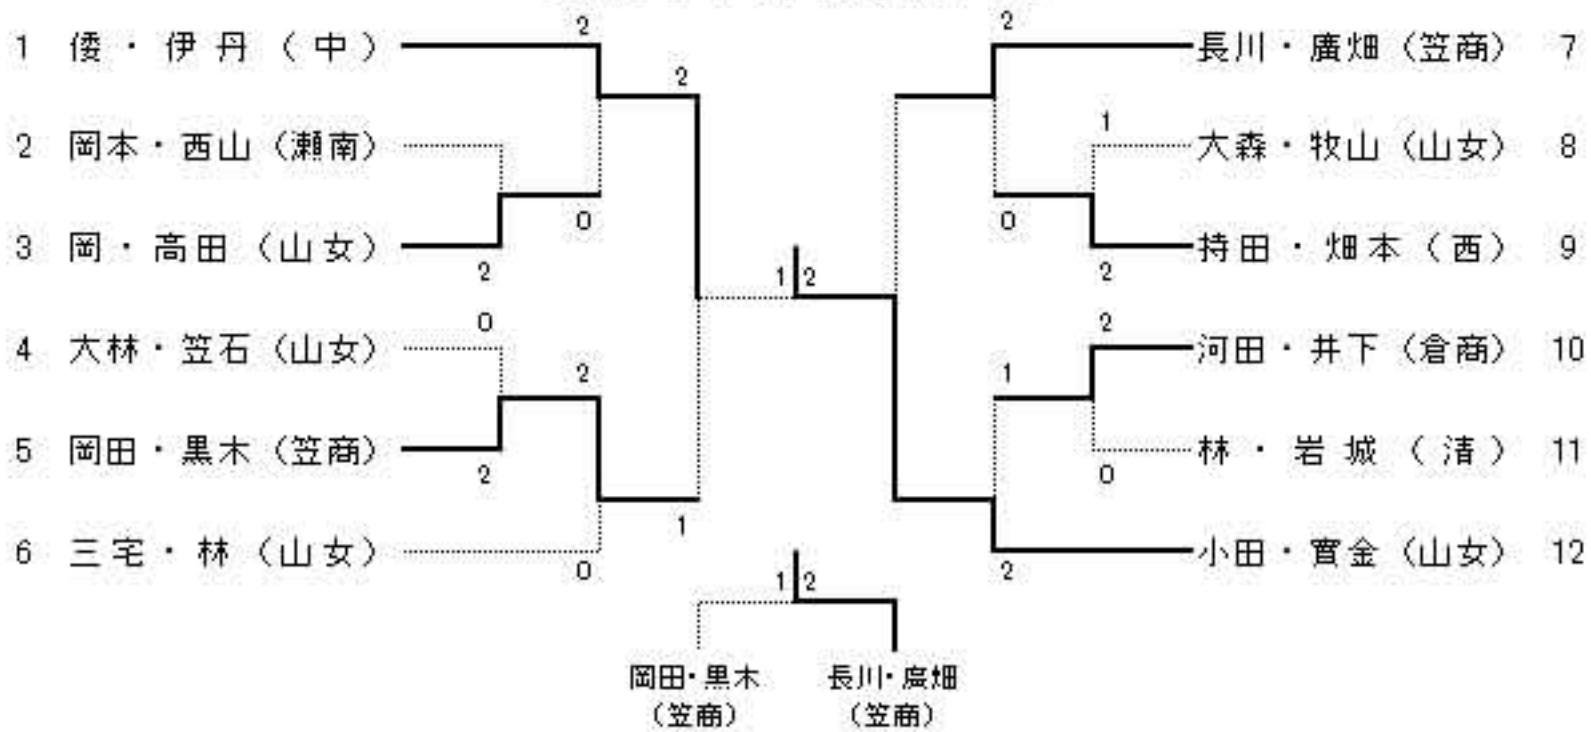 1 倭・伊丹（中）
2 岡本・西山（瀬南）
3 岡・高田（山女）
4 大林・笠石（山女）
5 岡田・黒木（笠商）
6 三宅・林（山女）
2
2
0
2
0
2
2
1
0
1 2
1 2
岡田・黒木
（笠商）
長川・廣畑
（笠商）
2
1
0
2
2
1
0
2
長川・廣畑（笠商） 7
大森・牧山（山女） 8
持田・畑本（西） 9
河田・井下（倉商） 10
林・岩城（清） 11
小田・實金（山女） 12